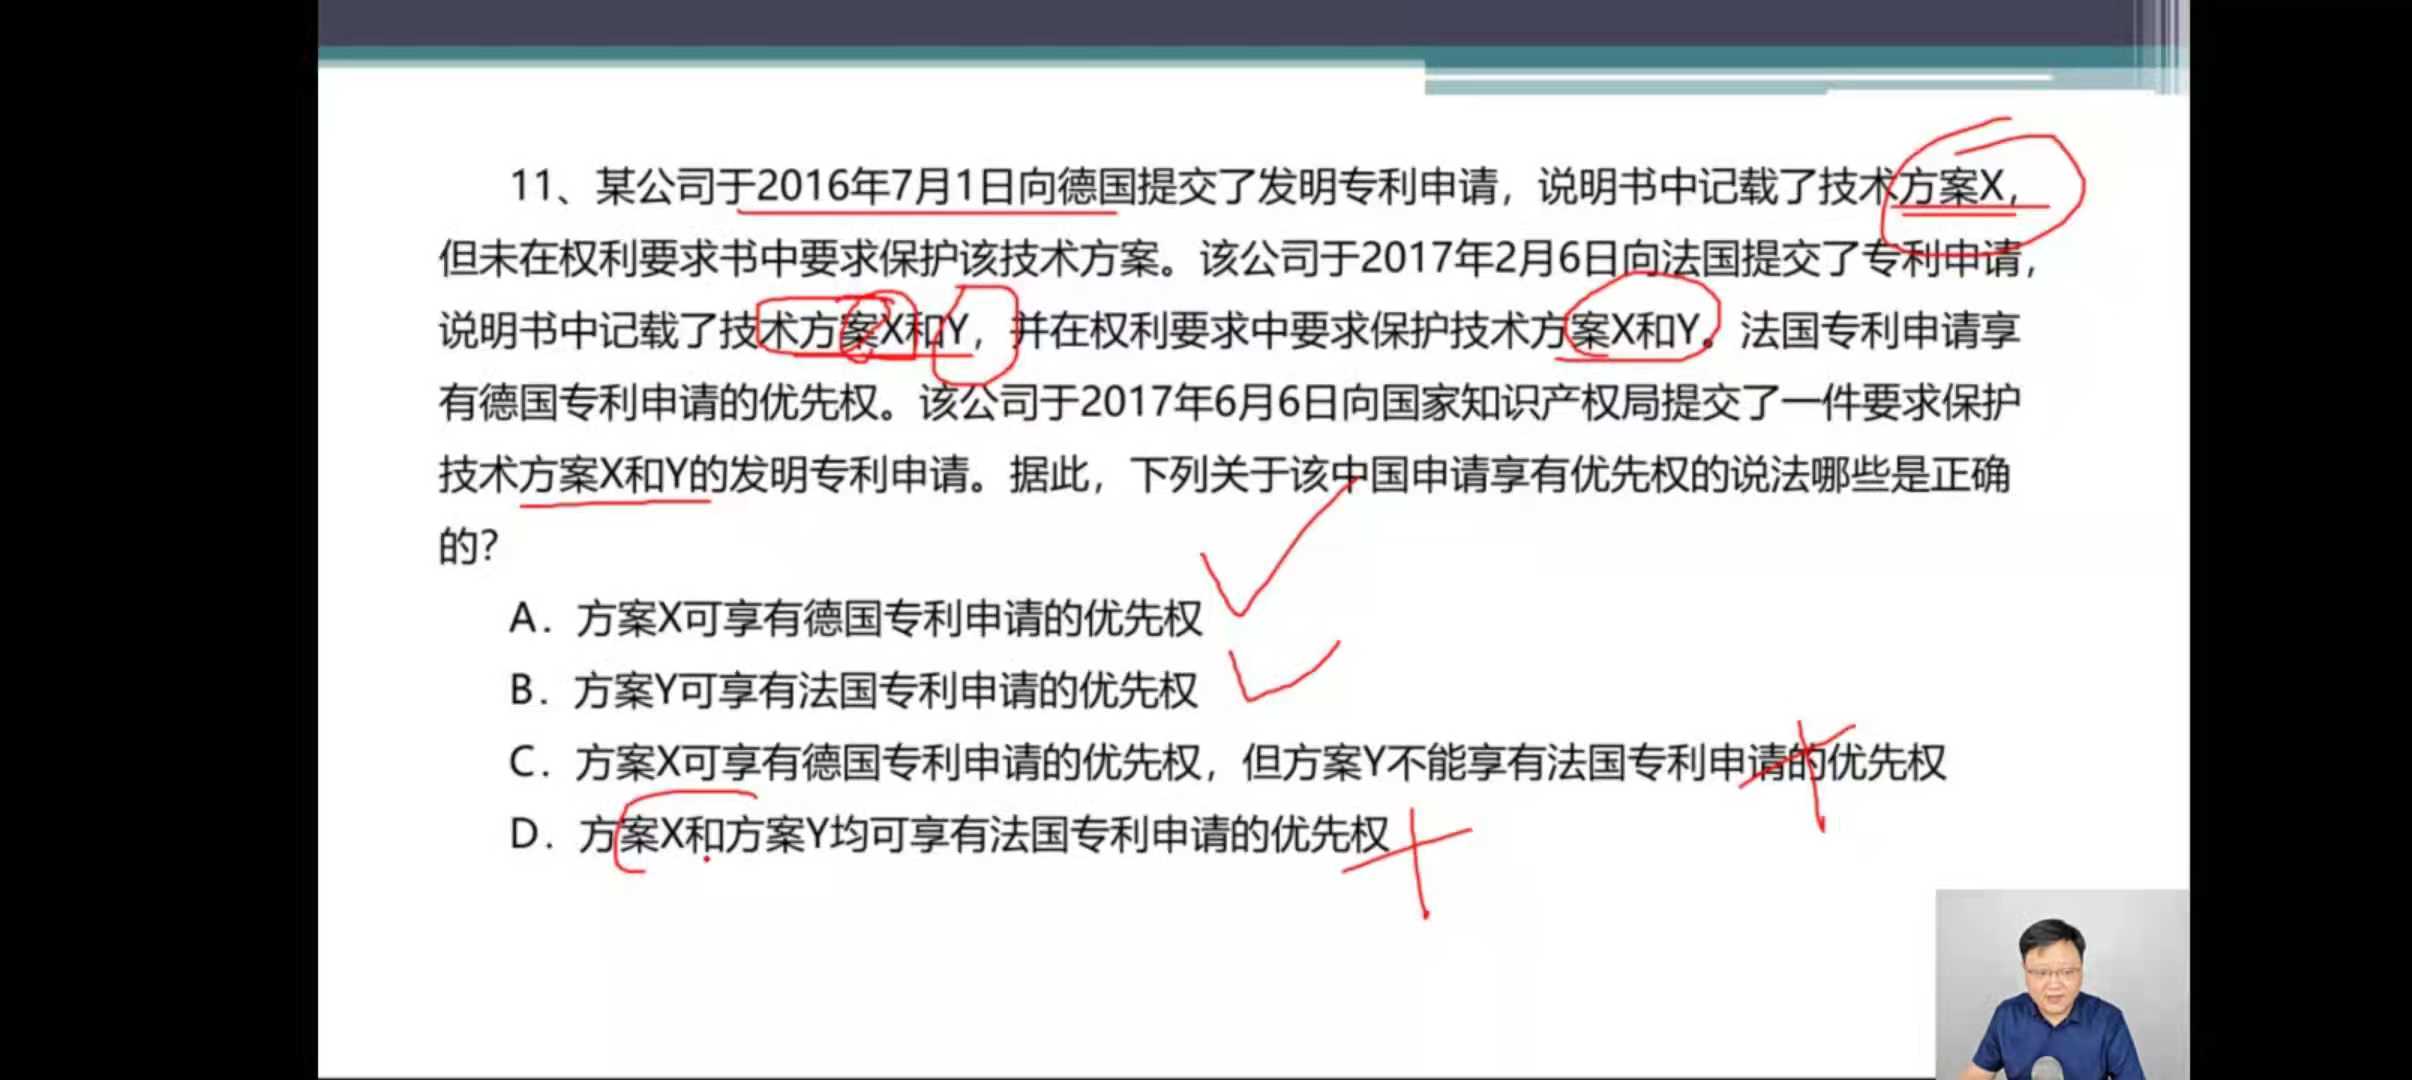 11、某公司于2016年7月1日向德国提交了发明专利申请，说明书中记载了技术方案X，
但未在权利要求书中要求保护该技术方案。该公司于2017年2月6日向法国提交了专利申请，
说明书中记载了技术方案X和Y，并在权利要求中要求保护技术方案X和Y。法国专利申请享
有德国专利申请的优先权。该公司于2017年6月6日向国家知识产权局提交了一件要求保护
技术方案X和Y的发明专利申请。据此，下列关于该中国申请享有优先权的说法哪些是正确
的？
A．方案X可享有德国专利申请的优先权
B．方案Y可享有法国专利申请的优先权
C．方案X可享有德国专利申请的优先权，但方案Y不能享有法国专利申请的优先权
D．方案X和方案Y均可享有法国专利申请的优先权